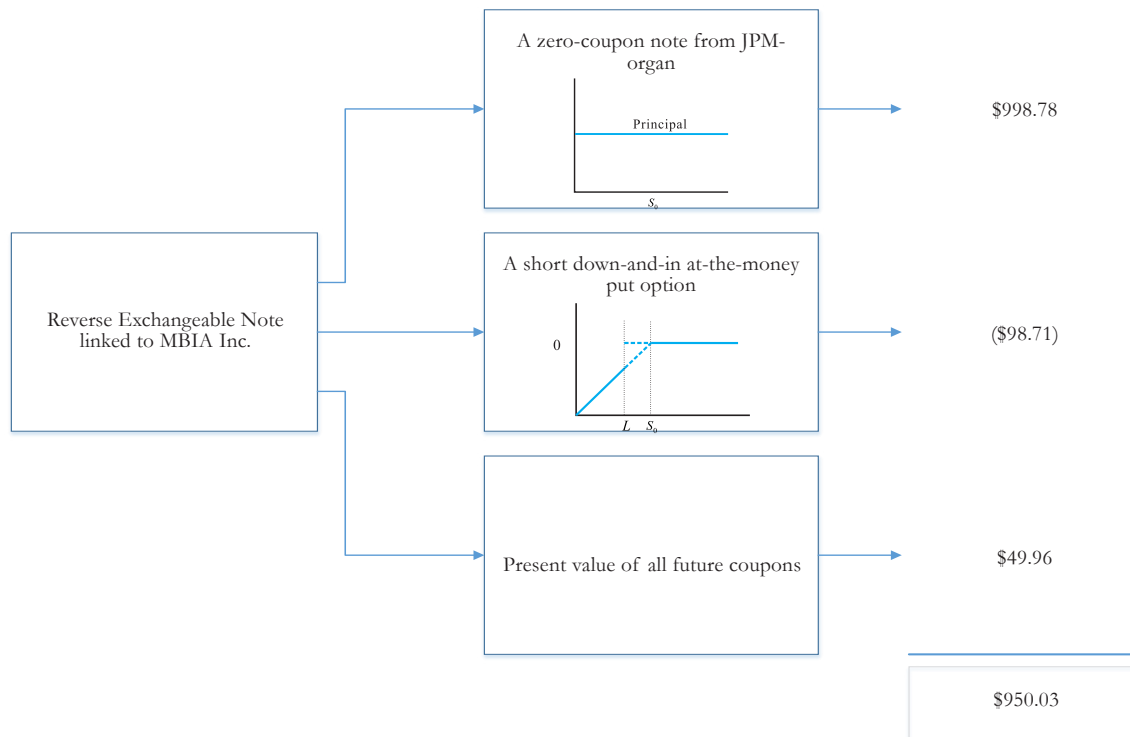 A zero-coupon note from JPM-
organ
Principal
S₀
$998.78
Reverse Exchangeable Note
linked to MBIA Inc.
A short down-and-in at-the-money
put option
0
L S₀
($98.71)
Present value of all future coupons
$49.96
$950.03